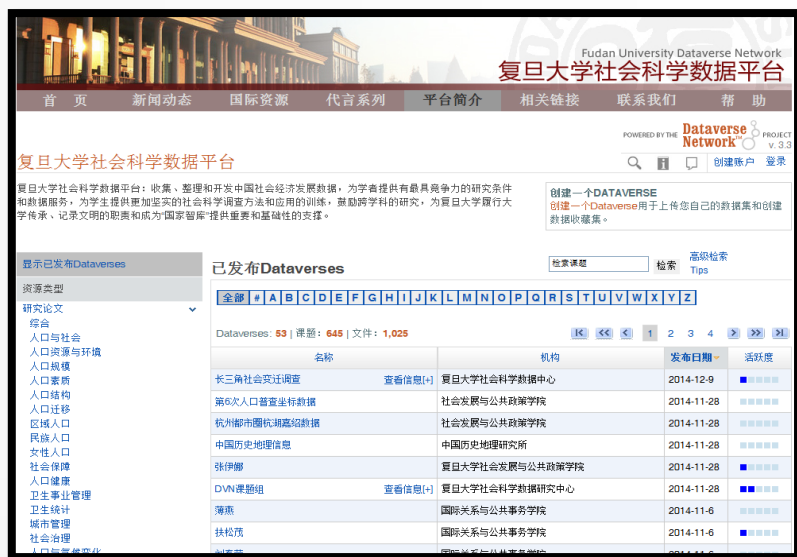 Fudan University Dataverse Network
复旦大学社会科学数据平台
首 页 新闻动态 国际资源 代言系列 平台简介 相关链接 联系我们 帮 助
POWERED BY THE Dataverse Network™ PROJECT
v. 3.3
复旦大学社会科学数据平台
创建账户 登录
复旦大学社会科学数据平台：收集、整理和开发中国社会经济发展数据，为学者提供有最具竞争力的研究条件
和数据服务，为学生提供更加坚实的社会科学调查方法和应用的训练，鼓励跨学科的研究，为复旦大学履行大
学传承、记录文明的职责和成为“国家智库”提供重要和基础性的支撑。
创建一个DATAVERSE
创建一个Dataverse用于上传您自己的数据集和创建
数据收藏集。
显示已发布Dataverses
资源类型
研究论文
综合
人口与社会
人口资源与环境
人口规模
人口素质
人口结构
人口迁移
区域人口
民族人口
女性人口
社会保障
人口健康
卫生事业管理
卫生统计
城市管理
社会治理
人口与气候变化
已发布Dataverses
检索课题 检索 高级检索
Tips
全部 # A B C D E F G H I J K L M N O P Q R S T U V W X Y Z
Dataverses: 53 | 课题: 645 | 文件: 1,025
1 2 3 4
名称 机构 发布日期 活跃度
长三角社会变迁调查 查看信息[+] 复旦大学社会科学数据中心 2014-12-9
第6次人口普查坐标数据 社会发展与公共政策学院 2014-11-28
杭州都市圈杭湖嘉绍数据 社会发展与公共政策学院 2014-11-28
中国历史地理信息 中国历史地理研究所 2014-11-28
张伊娜 复旦大学社会发展与公共政策学院 2014-11-28
DVN课题组 查看信息[+] 复旦大学社会科学数据研究中心 2014-11-28
薄燕 国际关系与公共事务学院 2014-11-6
扶松茂 国际关系与公共事务学院 2014-11-6